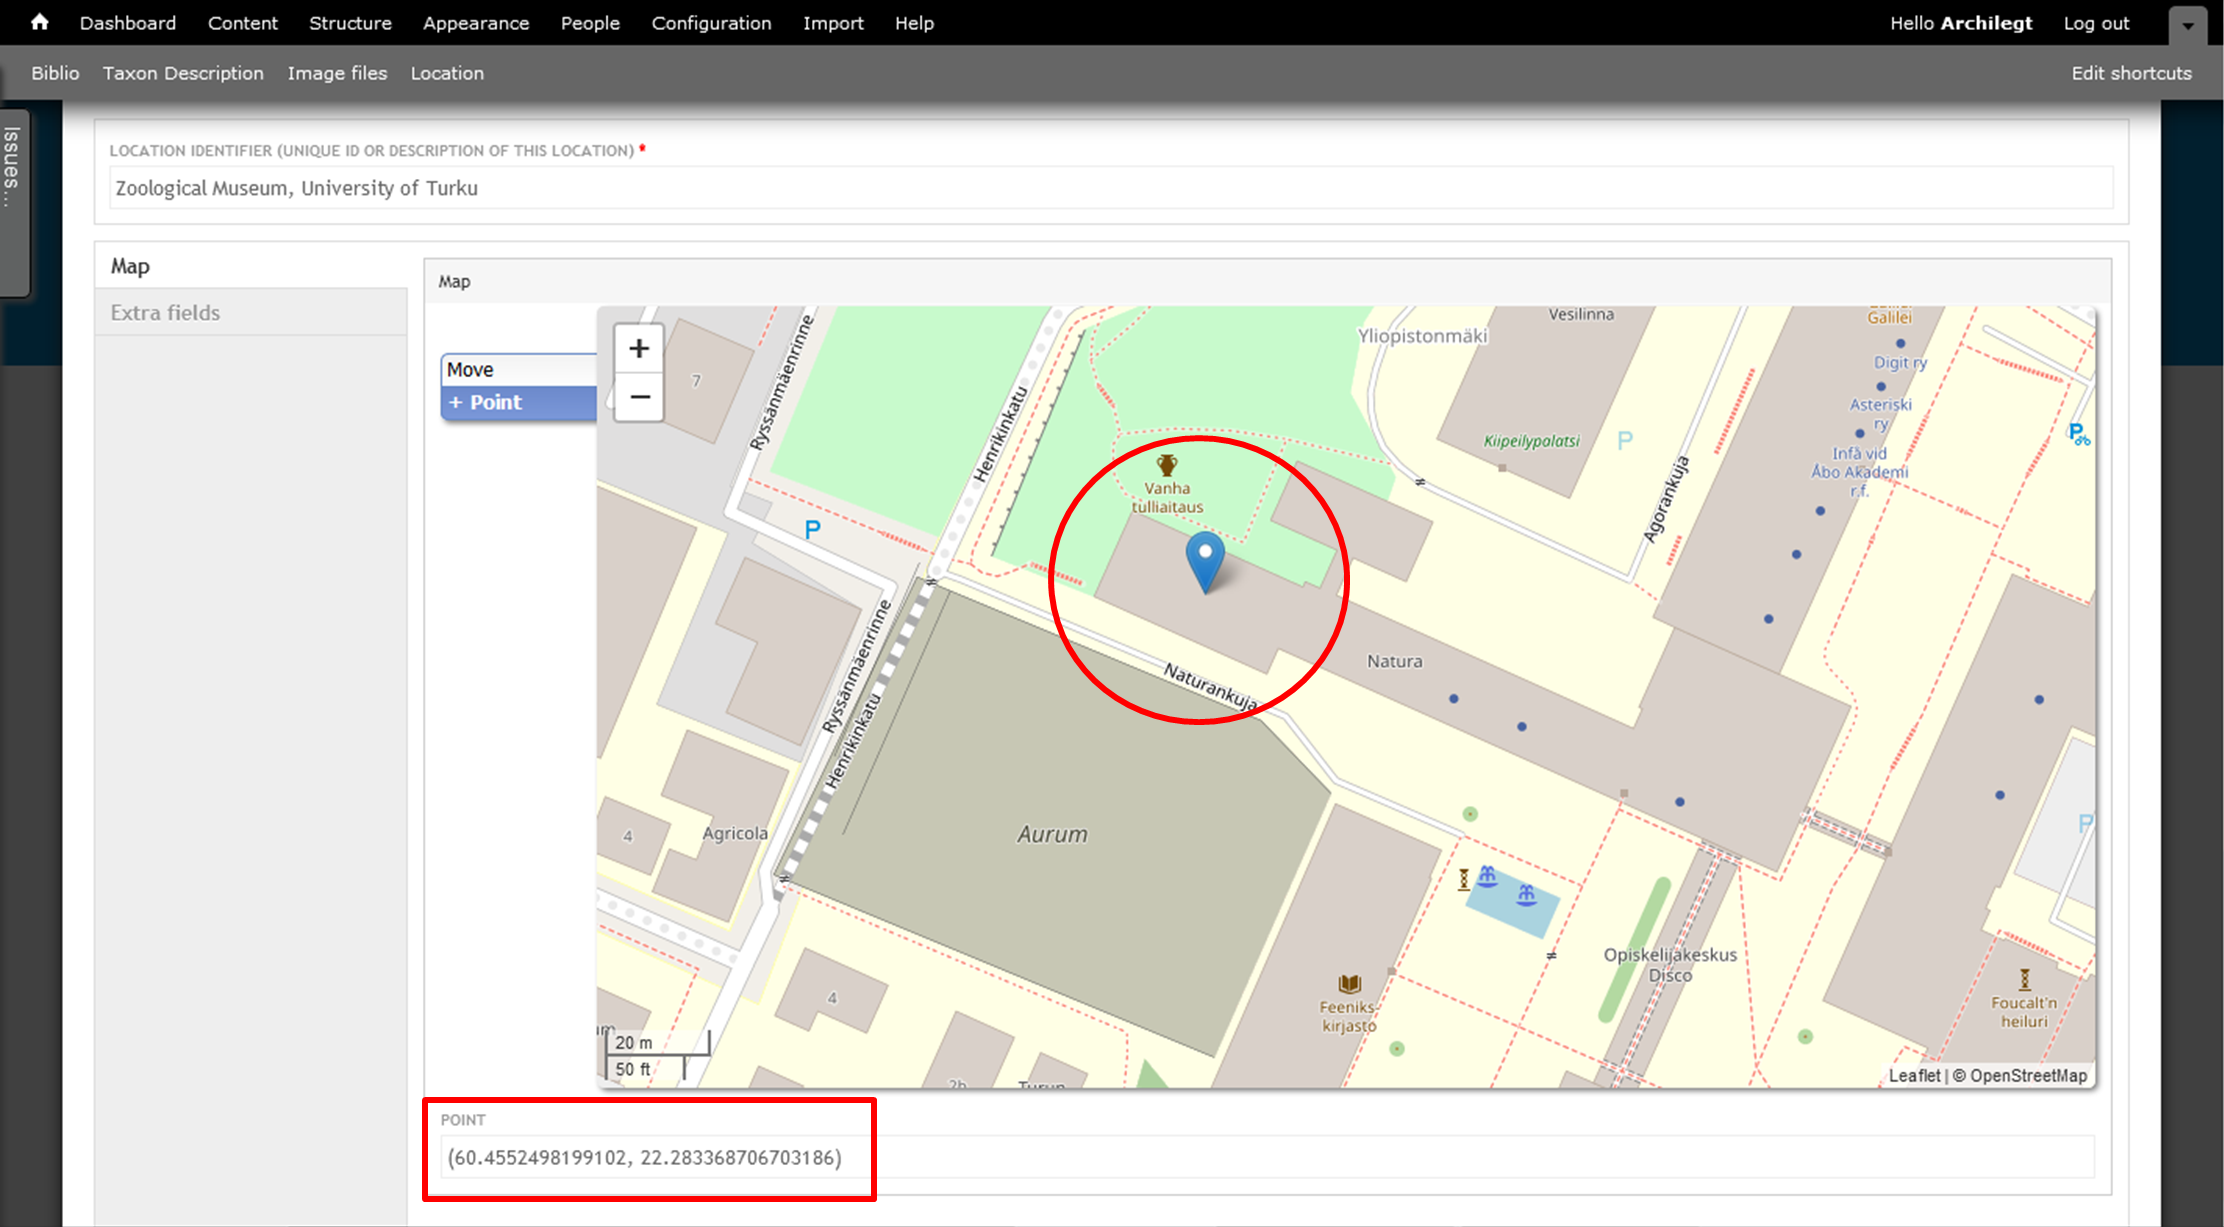 Dashboard Content Structure Appearance People Configuration Import Help Hello Archilegt Log out
Biblio Taxon Description Image files Location Edit shortcuts
Issues...
LOCATION IDENTIFIER (UNIQUE ID OR DESCRIPTION OF THIS LOCATION) *
Zoological Museum, University of Turku
Map
Extra fields
Map
Move
+ Point
+
−
7
Ryssänmäenrinne
Henrikinkatu
Yliopistonmäki
Vesilinna
Galilei
Digit ry
Asteriski
ry
Infå vid
Åbo Akademi
r.f.
Kiipeilypalatsi
P
P
Agorankuja
Vanha
tulliaitaus
P
Natura
Naturankuja
Ryssänmäenrinne
Henrikinkatu
Agricola
4
Aurum
P
4
Feeniks-
kirjasto
Opiskelijakeskus
Disco
Foucalt'n
heiluri
2b
20 m
50 ft
Leaflet | © OpenStreetMap
POINT
(60.4552498199102, 22.283368706703186)